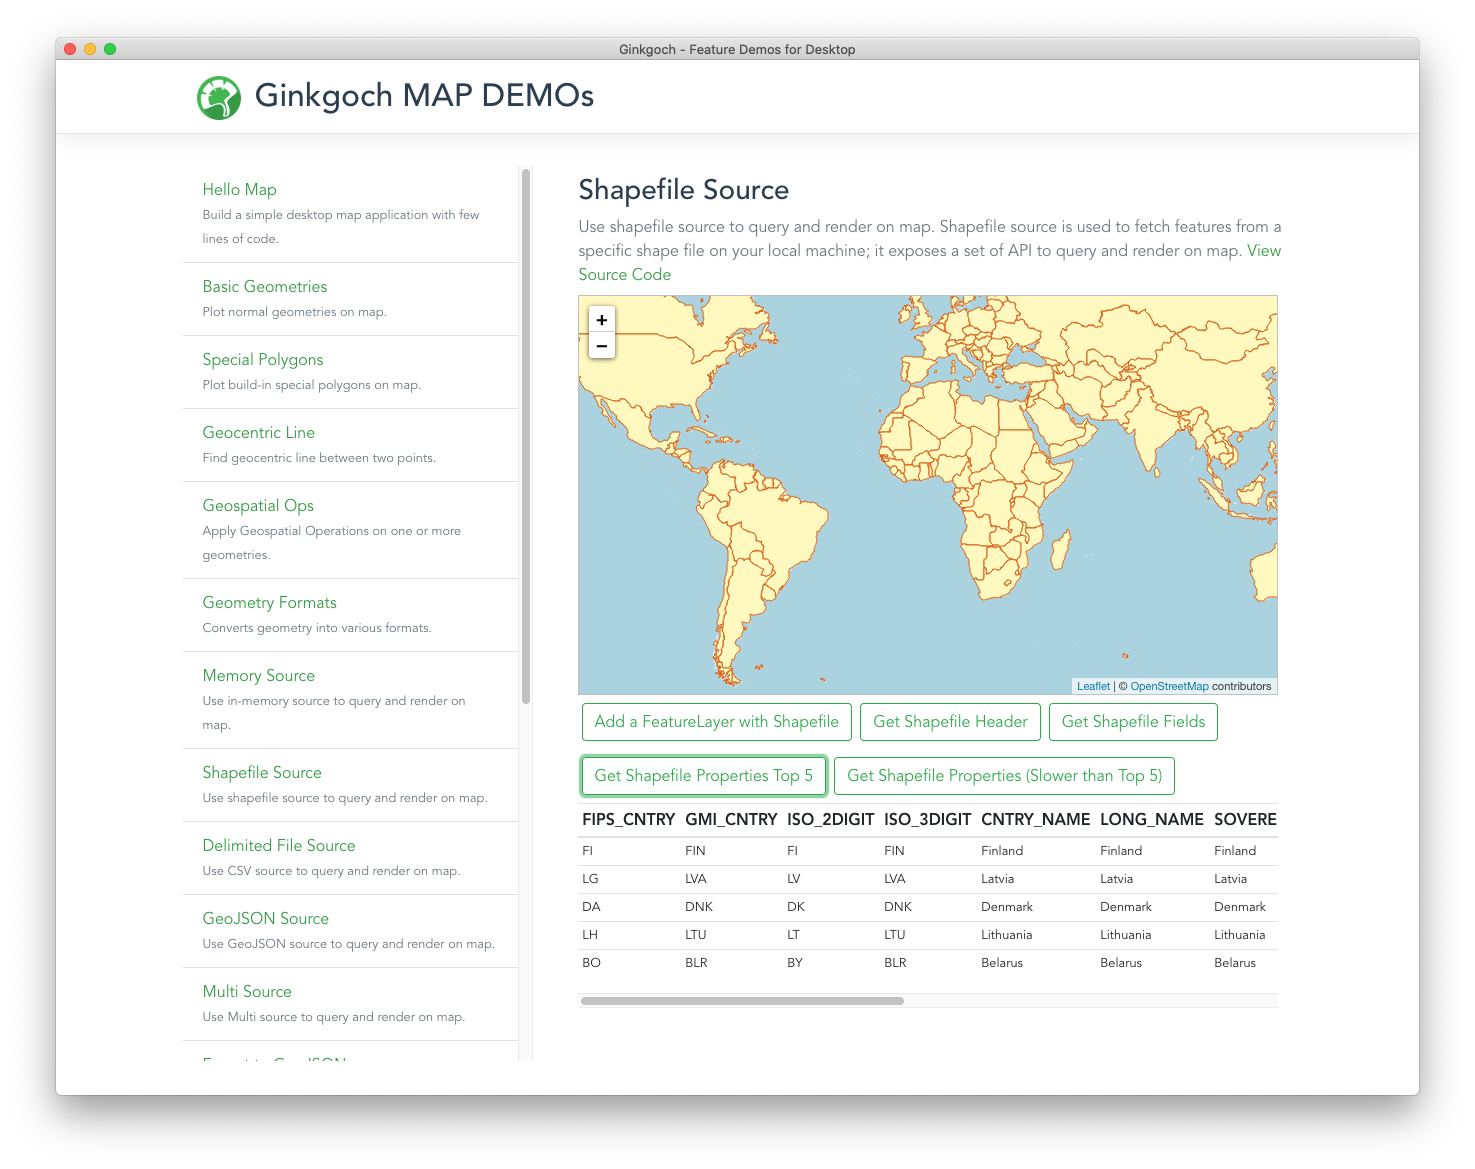 Ginkgoch - Feature Demos for Desktop
Ginkgoch MAP DEMOs
Hello Map
Build a simple desktop map application with few
lines of code.
Basic Geometries
Plot normal geometries on map.
Special Polygons
Plot build-in special polygons on map.
Geocentric Line
Find geocentric line between two points.
Geospatial Ops
Apply Geospatial Operations on one or more
geometries.
Geometry Formats
Converts geometry into various formats.
Memory Source
Use in-memory source to query and render on
map.
Shapefile Source
Use shapefile source to query and render on map.
Delimited File Source
Use CSV source to query and render on map.
GeoJSON Source
Use GeoJSON source to query and render on map.
Multi Source
Use Multi source to query and render on map.
Shapefile Source
Use shapefile source to query and render on map. Shapefile source is used to fetch features from a
specific shape file on your local machine; it exposes a set of API to query and render on map. View
Source Code
+
−
Leaflet | © OpenStreetMap contributors
Add a FeatureLayer with Shapefile Get Shapefile Header Get Shapefile Fields
Get Shapefile Properties Top 5 Get Shapefile Properties (Slower than Top 5)
FIPS_CNTRY GMI_CNTRY ISO_2DIGIT ISO_3DIGIT CNTRY_NAME LONG_NAME SOVERE
FI FIN FI FIN Finland Finland Finland
LG LVA LV LVA Latvia Latvia Latvia
DA DNK DK DNK Denmark Denmark Denmark
LH LTU LT LTU Lithuania Lithuania Lithuania
BO BLR BY BLR Belarus Belarus Belarus